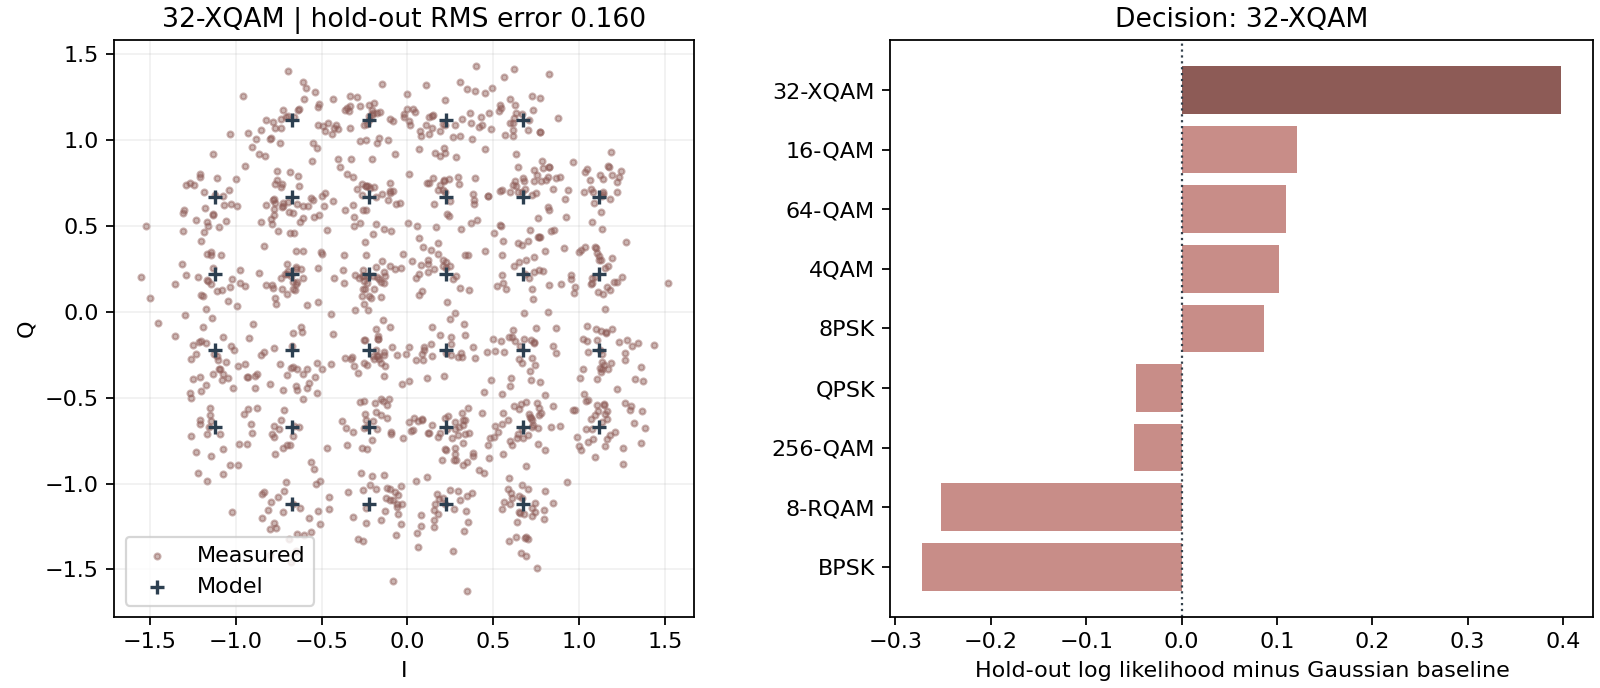 32-XQAM | hold-out RMS error 0.160
1.5
1.0
0.5
0.0
−0.5
−1.0
−1.5
Q
Measured
Model
−1.5
−1.0
−0.5
0.0
0.5
1.0
1.5
I
Decision: 32-XQAM
32-XQAM
16-QAM
64-QAM
4QAM
8PSK
QPSK
256-QAM
8-RQAM
BPSK
−0.3
−0.2
−0.1
0.0
0.1
0.2
0.3
0.4
Hold-out log likelihood minus Gaussian baseline